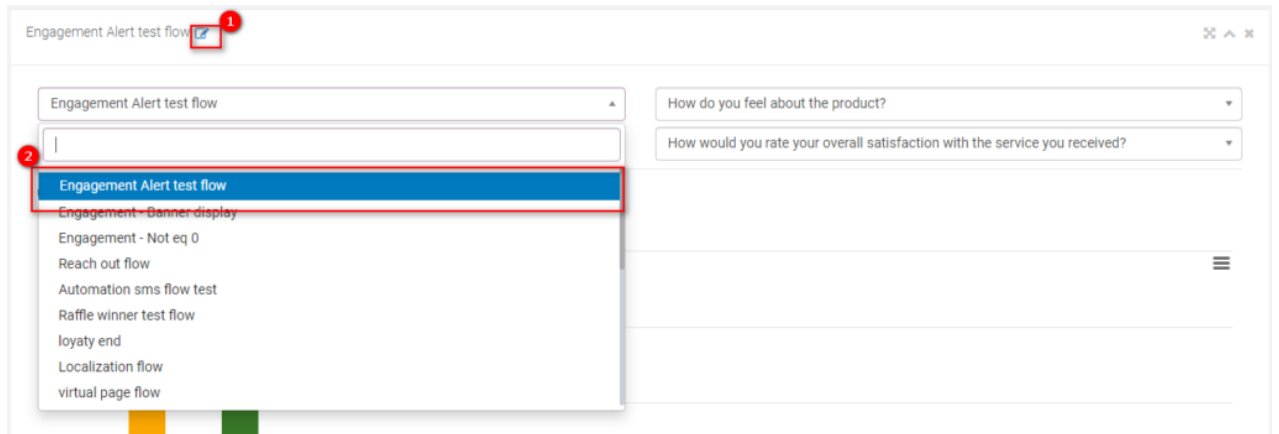 Engagement Alert test flow
1
Engagement Alert test flow
How do you feel about the product?
How would you rate your overall satisfaction with the service you received?
2
Engagement Alert test flow
Engagement - Banner display
Engagement - Not eq 0
Reach out flow
Automation sms flow test
Raffle winner test flow
loyaty end
Localization flow
virtual page flow